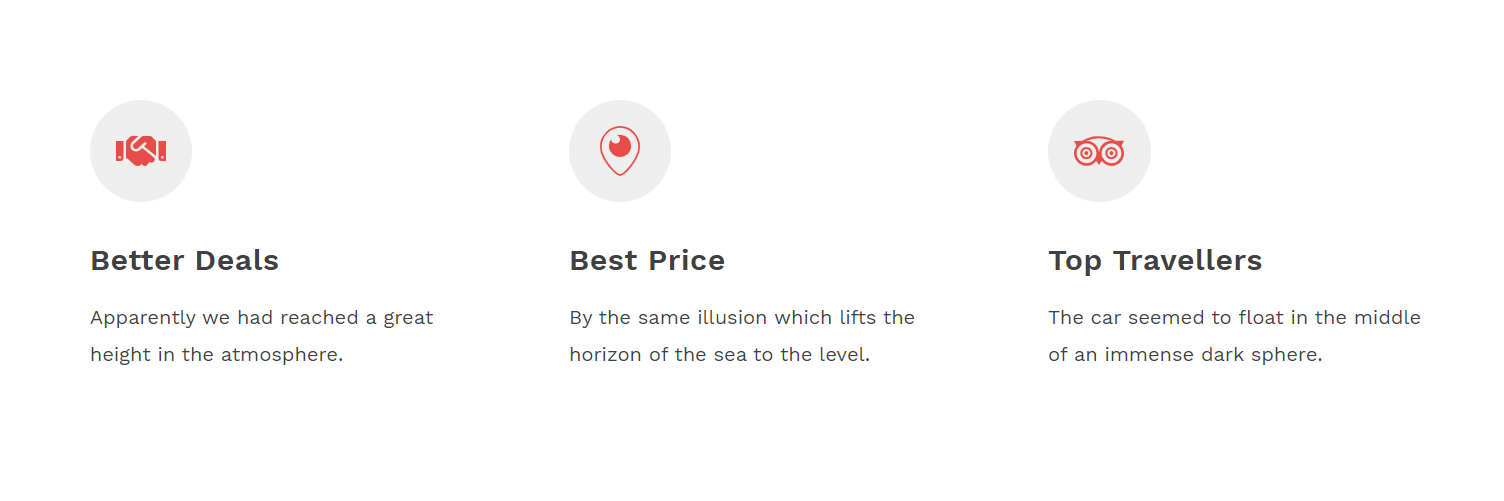 Better Deals
Apparently we had reached a great
height in the atmosphere.
Best Price
By the same illusion which lifts the
horizon of the sea to the level.
Top Travellers
The car seemed to float in the middle
of an immense dark sphere.